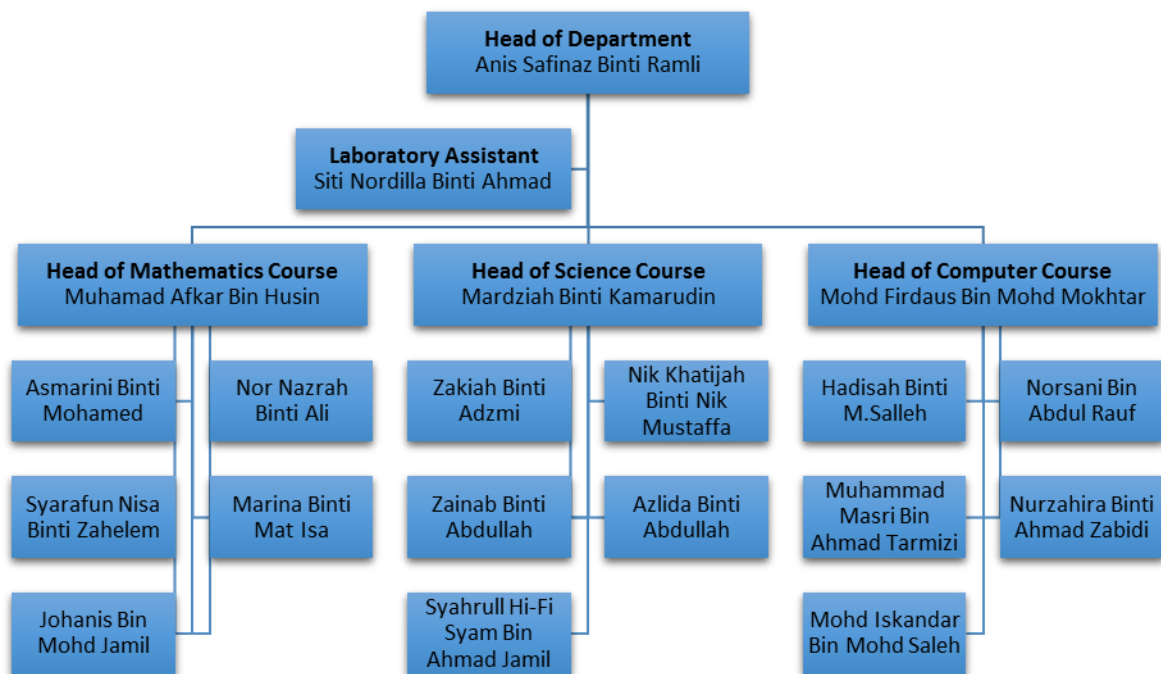 Head of Department
Anis Safinaz Binti Ramli
Laboratory Assistant
Siti Nordilla Binti Ahmad
Head of Mathematics Course
Muhamad Afkar Bin Husin
Head of Science Course
Mardziah Binti Kamarudin
Head of Computer Course
Mohd Firdaus Bin Mohd Mokhtar
Asmarini Binti
Mohamed
Nor Nazrah
Binti Ali
Syarafun Nisa
Binti Zahelem
Marina Binti
Mat Isa
Johanis Bin
Mohd Jamil
Zakiah Binti
Adzmi
Nik Khatijah
Binti Nik
Mustaffa
Zainab Binti
Abdullah
Azlida Binti
Abdullah
Syahrull Hi-Fi
Syam Bin
Ahmad Jamil
Hadisah Binti
M.Salleh
Norsani Bin
Abdul Rauf
Muhammad
Masri Bin
Ahmad Tarmizi
Nurzahira Binti
Ahmad Zabidi
Mohd Iskandar
Bin Mohd Saleh